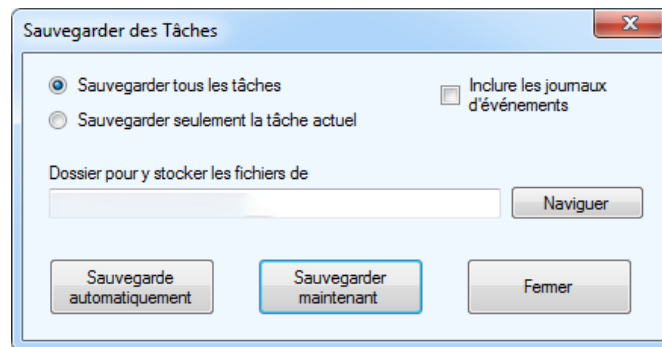 Sauvegarder des Tâches
Sauvegarder tous les tâches
Inclure les journaux
d'événements
Sauvegarder seulement la tâche actuel
Dossier pour y stocker les fichiers de
Naviguer
Sauvegarde
automatiquement
Sauvegarder
maintenant
Fermer